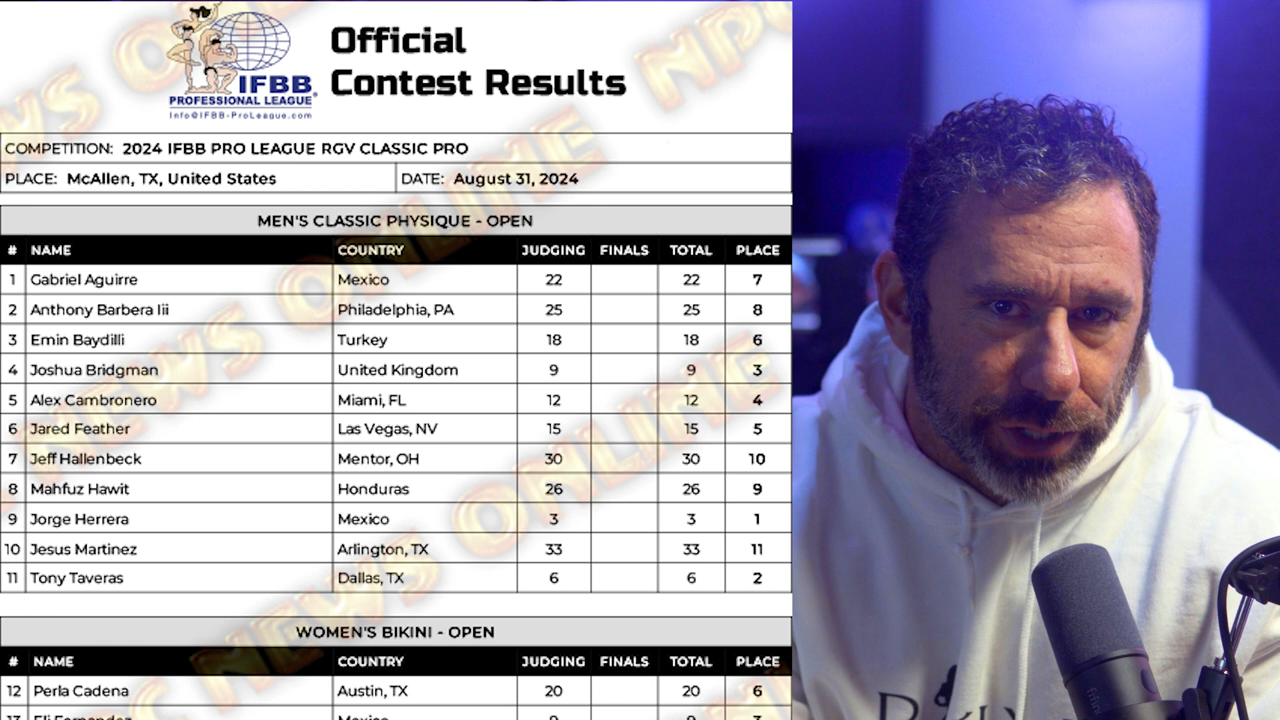 Official
Contest Results
IFBB
PROFESSIONAL LEAGUE®
Info@IFBB-ProLeague.com
COMPETITION: 2024 IFBB PRO LEAGUE RGV CLASSIC PRO
PLACE: McAllen, TX, United States DATE: August 31, 2024
MEN'S CLASSIC PHYSIQUE - OPEN
# NAME COUNTRY JUDGING FINALS TOTAL PLACE
1 Gabriel Aguirre Mexico 22 22 7
2 Anthony Barbera Iii Philadelphia, PA 25 25 8
3 Emin Baydilli Turkey 18 18 6
4 Joshua Bridgman United Kingdom 9 9 3
5 Alex Cambronero Miami, FL 12 12 4
6 Jared Feather Las Vegas, NV 15 15 5
7 Jeff Hallenbeck Mentor, OH 30 30 10
8 Mahfuz Hawit Honduras 26 26 9
9 Jorge Herrera Mexico 3 3 1
10 Jesus Martinez Arlington, TX 33 33 11
11 Tony Taveras Dallas, TX 6 6 2
WOMEN'S BIKINI - OPEN
# NAME COUNTRY JUDGING FINALS TOTAL PLACE
12 Perla Cadena Austin, TX 20 20 6
NEWS ONLINE